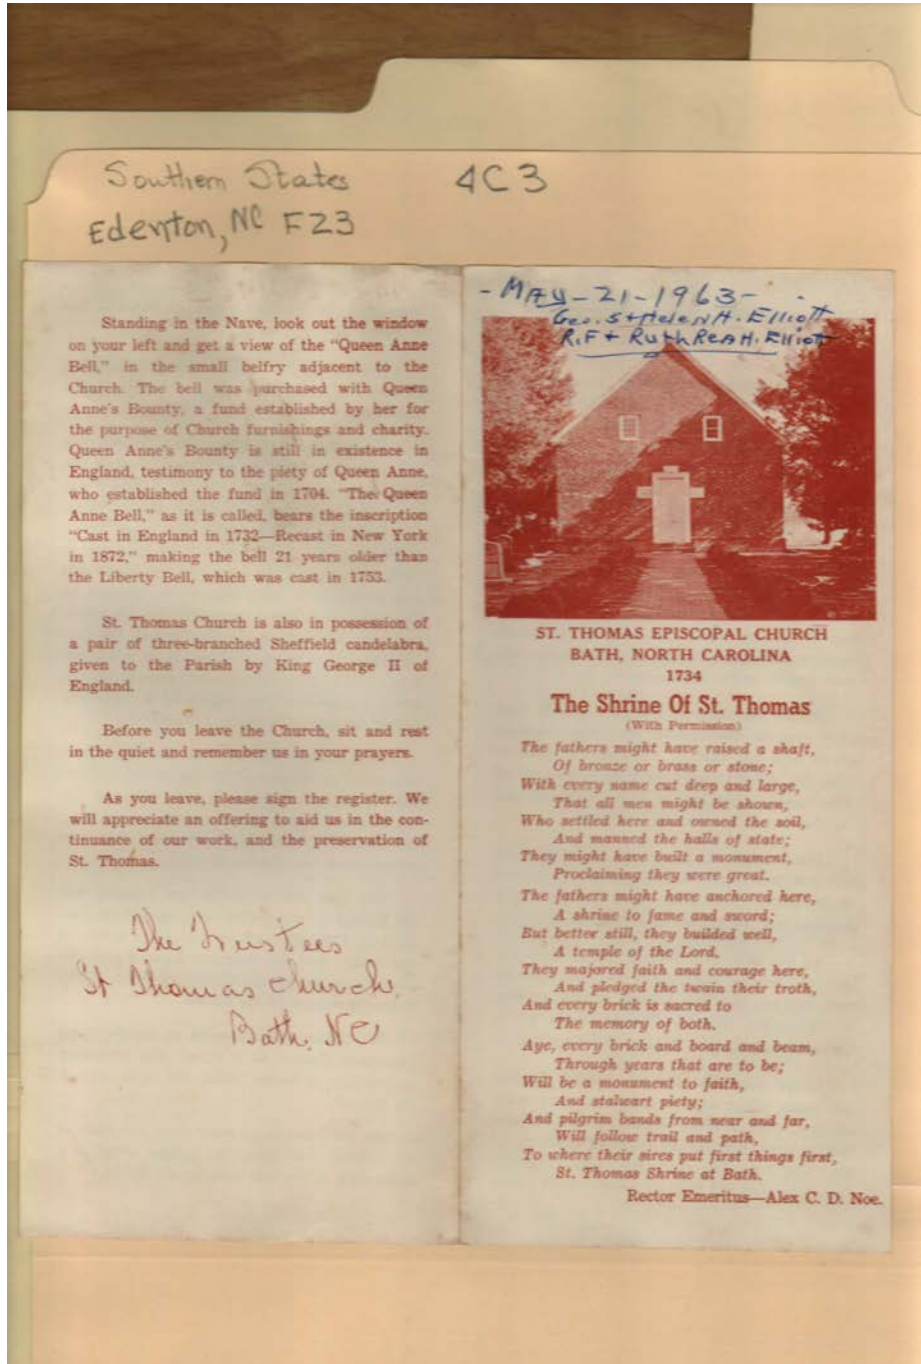 Southern States 4C3
Edenton, NC F23
Standing in the Nave, look out the window
on your left and get a view of the "Queen Anne
Bell," in the small belfry adjacent to the
Church. The bell was purchased with Queen
Anne's Bounty, a fund established by her for
the purpose of Church furnishings and charity.
Queen Anne's Bounty is still in existence in
England, testimony to the piety of Queen Anne,
who established the fund in 1704. "The Queen
Anne Bell," as it is called, bears the inscription
"Cast in England in 1732—Recast in New York
in 1872," making the bell 21 years older than
the Liberty Bell, which was cast in 1753.
St. Thomas Church is also in possession of
a pair of three-branched Sheffield candelabra,
given to the Parish by King George II of
England.
Before you leave the Church, sit and rest
in the quiet and remember us in your prayers.
As you leave, please sign the register. We
will appreciate an offering to aid us in the con-
tinuance of our work, and the preservation of
St. Thomas.
The Trustees
St Thomas Church,
Bath, NC
- MAY - 21 - 1963 -
Geo. S + Helen H. Elliott
R.F + Ruth Rea H. Elliott
ST. THOMAS EPISCOPAL CHURCH
BATH, NORTH CAROLINA
1734
The Shrine Of St. Thomas
(With Permission)
The fathers might have raised a shaft,
Of bronze or brass or stone;
With every name cut deep and large,
That all men might be shown,
Who settled here and owned the soil,
And manned the halls of state;
They might have built a monument,
Proclaiming they were great.
The fathers might have anchored here,
A shrine to fame and sword;
But better still, they builded well,
A temple of the Lord.
They majored faith and courage here,
And pledged the twain their troth,
And every brick is sacred to
The memory of both.
Aye, every brick and board and beam,
Through years that are to be;
Will be a monument to faith,
And stalwart piety;
And pilgrim bands from near and far,
Will follow trail and path,
To where their sires put first things first,
St. Thomas Shrine at Bath.
Rector Emeritus—Alex C. D. Noe.